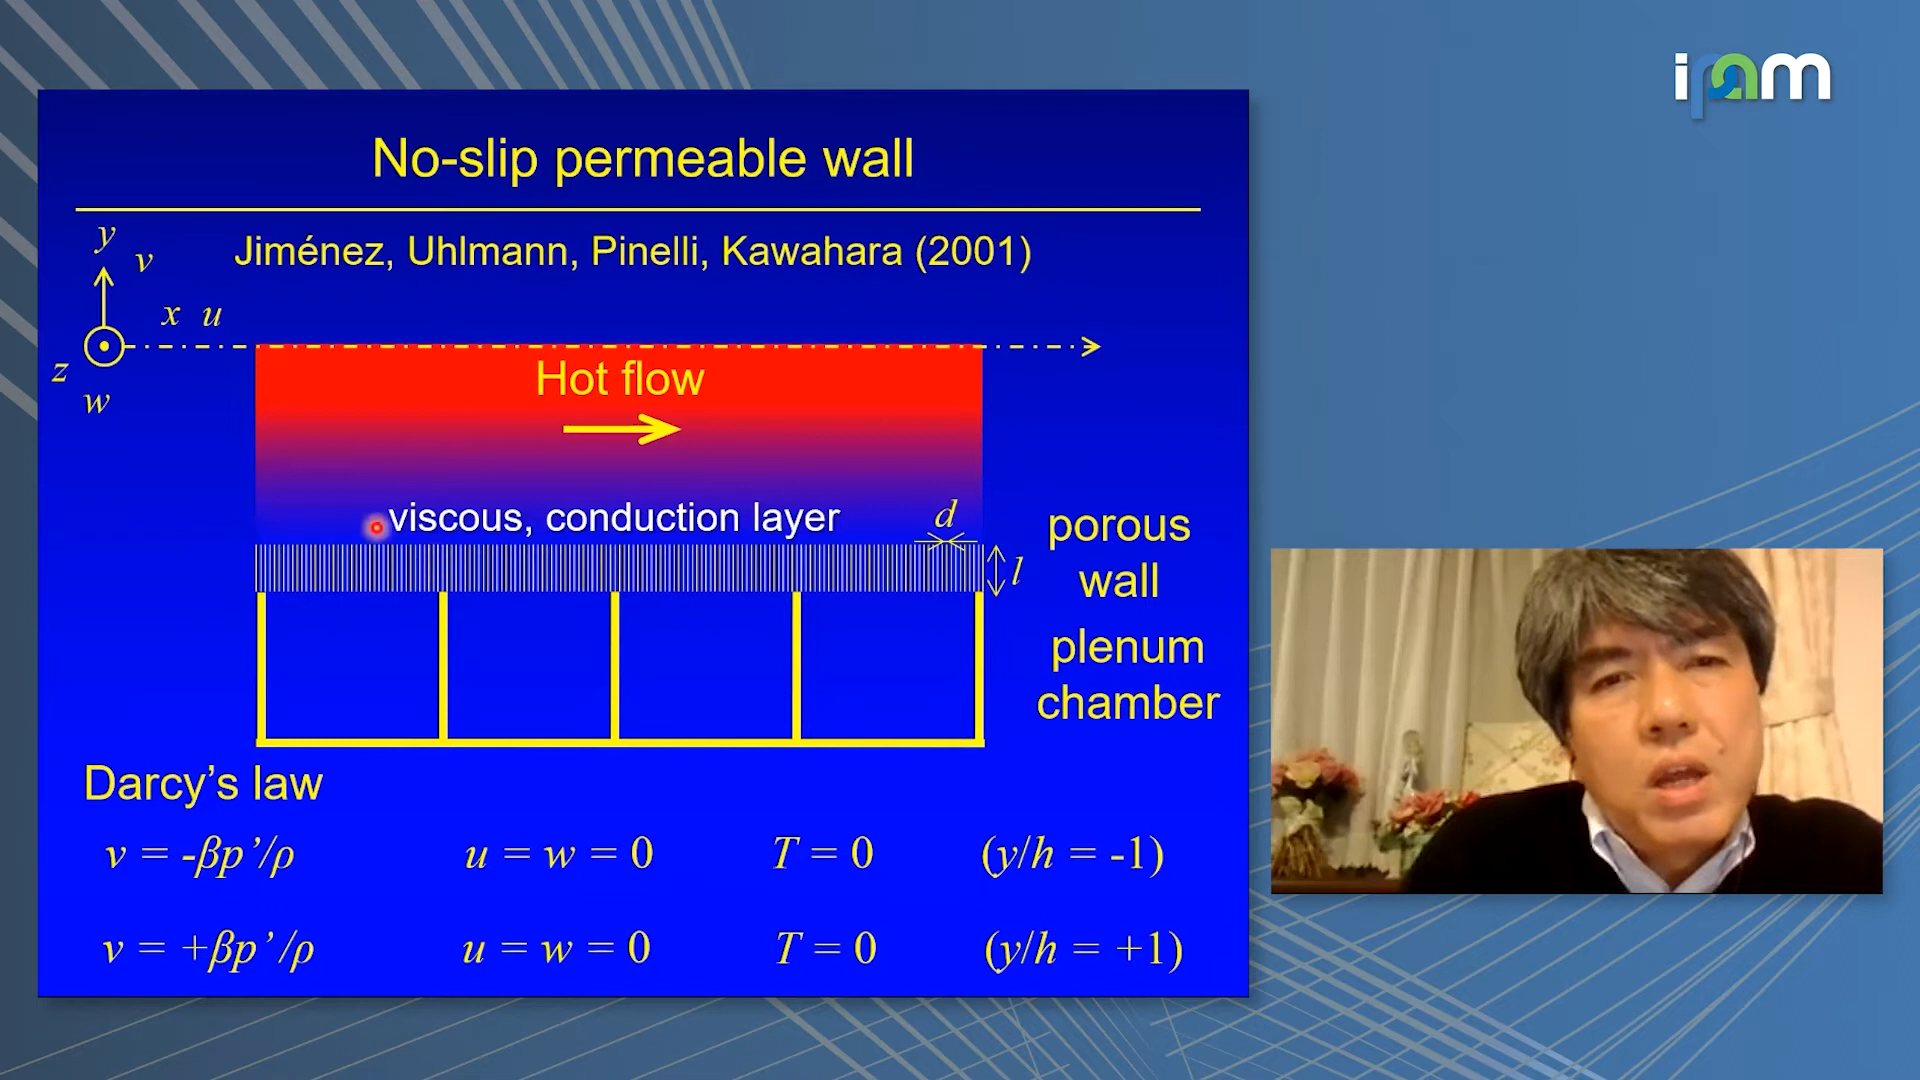 ipam
No-slip permeable wall
Jiménez, Uhlmann, Pinelli, Kawahara (2001)
y
v
x u
z
w
Hot flow
viscous, conduction layer
d
l
porous
wall
plenum
chamber
Darcy’s law
v = -βp’/ρ u = w = 0 T = 0 (y/h = -1)
v = +βp’/ρ u = w = 0 T = 0 (y/h = +1)